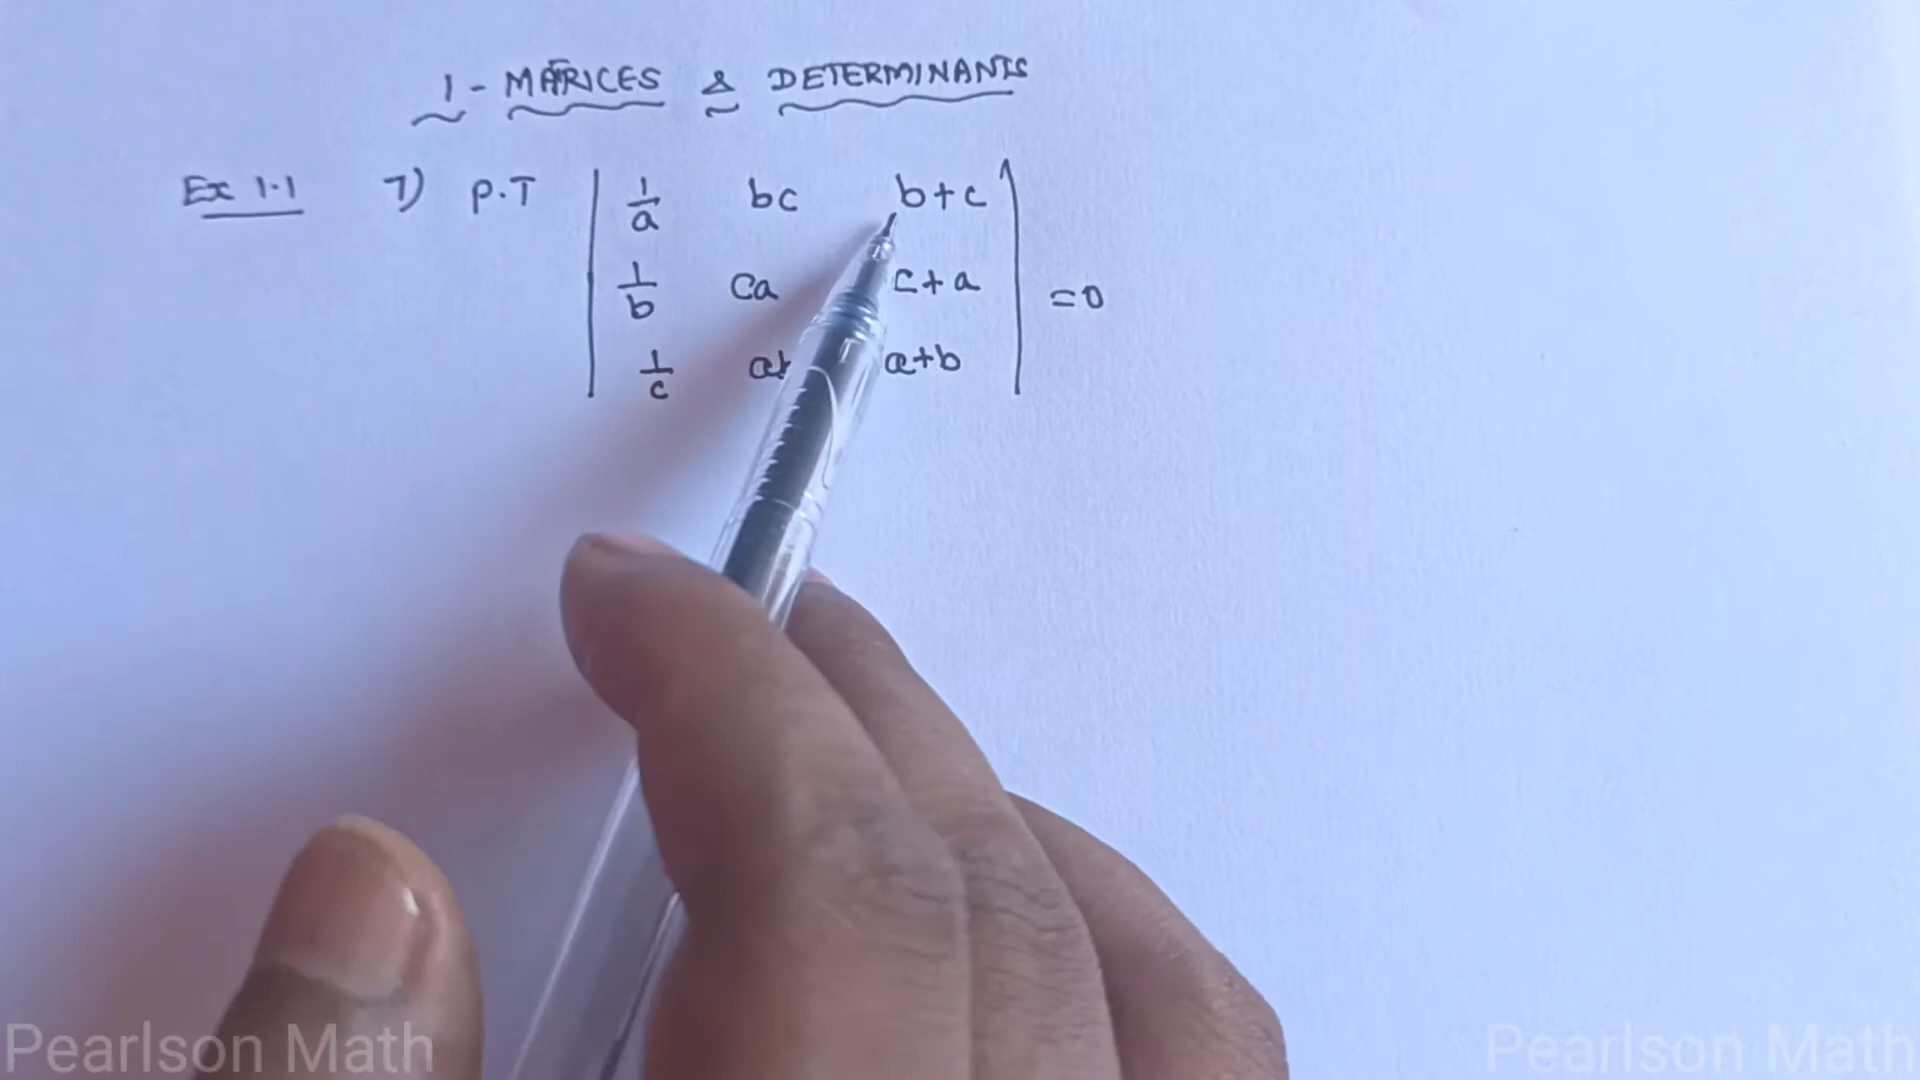 1 - MATRICES & DETERMINANTS
Ex 1.1 7) P.T | 1/a bc b+c |
| 1/b ca c+a | =0
| 1/c a+b |
Pearlson Math Pearlson Math